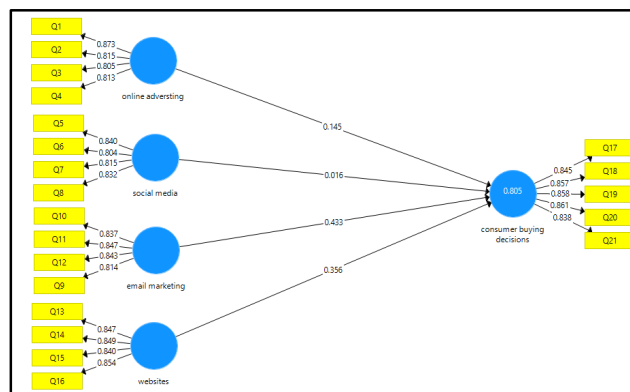 Q1
Q2
Q3
Q4
0.873
0.815
0.805
0.813
online adversting
Q5
Q6
Q7
Q8
0.840
0.804
0.815
0.832
social media
Q10
Q11
Q12
Q9
0.837
0.847
0.843
0.814
email marketing
Q13
Q14
Q15
Q16
0.847
0.849
0.840
0.854
websites
0.145
0.016
0.433
0.356
0.805
consumer buying
decisions
0.845
0.857
0.858
0.861
0.838
Q17
Q18
Q19
Q20
Q21